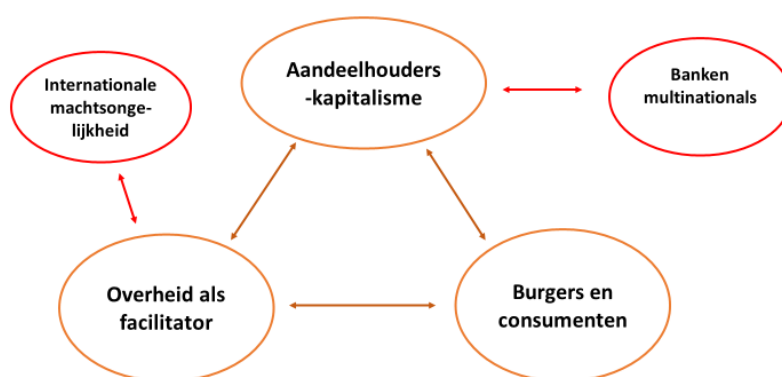 Internationale
machtsonge-
lijkheid
Aandeelhouders
-kapitalisme
Banken
multinationals
Overheid als
facilitator
Burgers en
consumenten